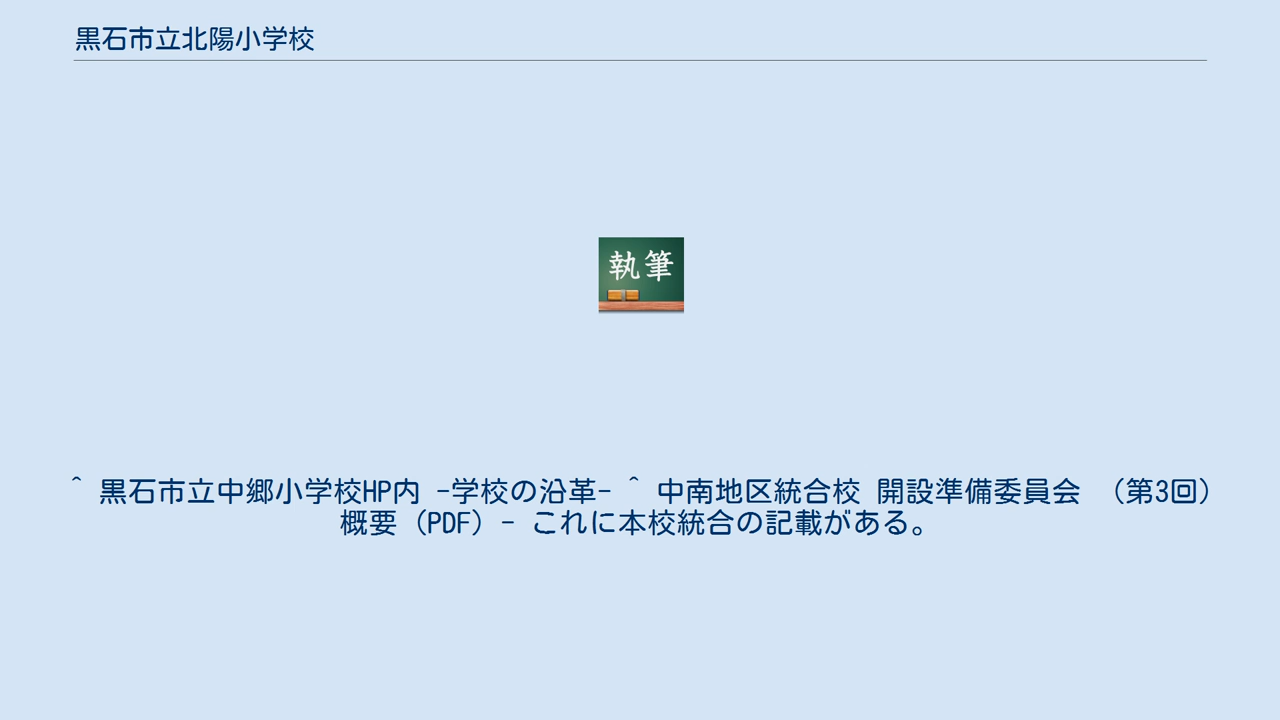 黒石市立北陽小学校
執筆
^ 黒石市立中郷小学校HP内 -学校の沿革- ^ 中南地区統合校 開設準備委員会 （第3回）
概要（PDF）- これに本校統合の記載がある。